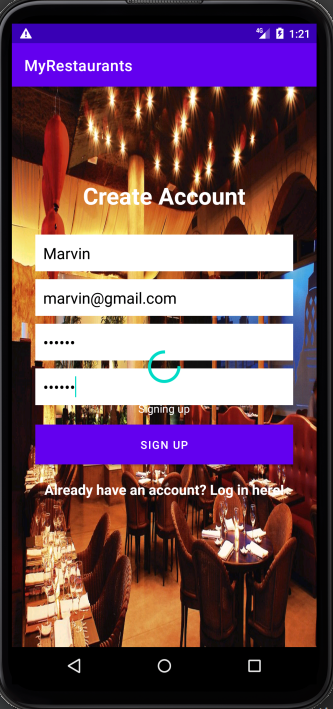 4G 1:21
MyRestaurants
Create Account
Marvin
marvin@gmail.com
••••••
••••••
Signing up
SIGN UP
Already have an account? Log in here!